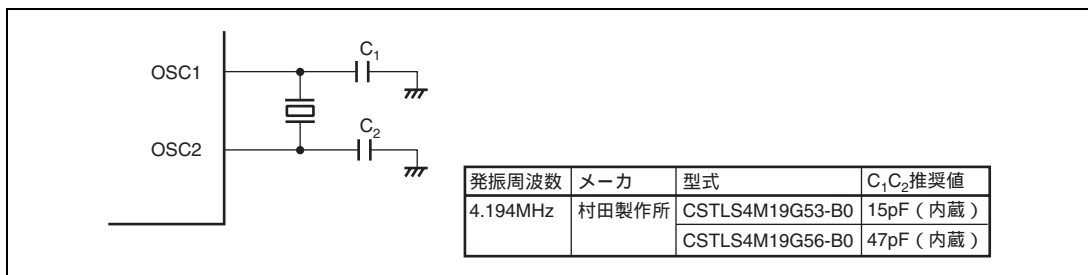 OSC1
C₁
OSC2
C₂
発振周波数 メーカ 型式 C₁C₂推奨値
4.194MHz 村田製作所 CSTLS4M19G53-B0 15pF(内蔵)
CSTLS4M19G56-B0 47pF(内蔵)